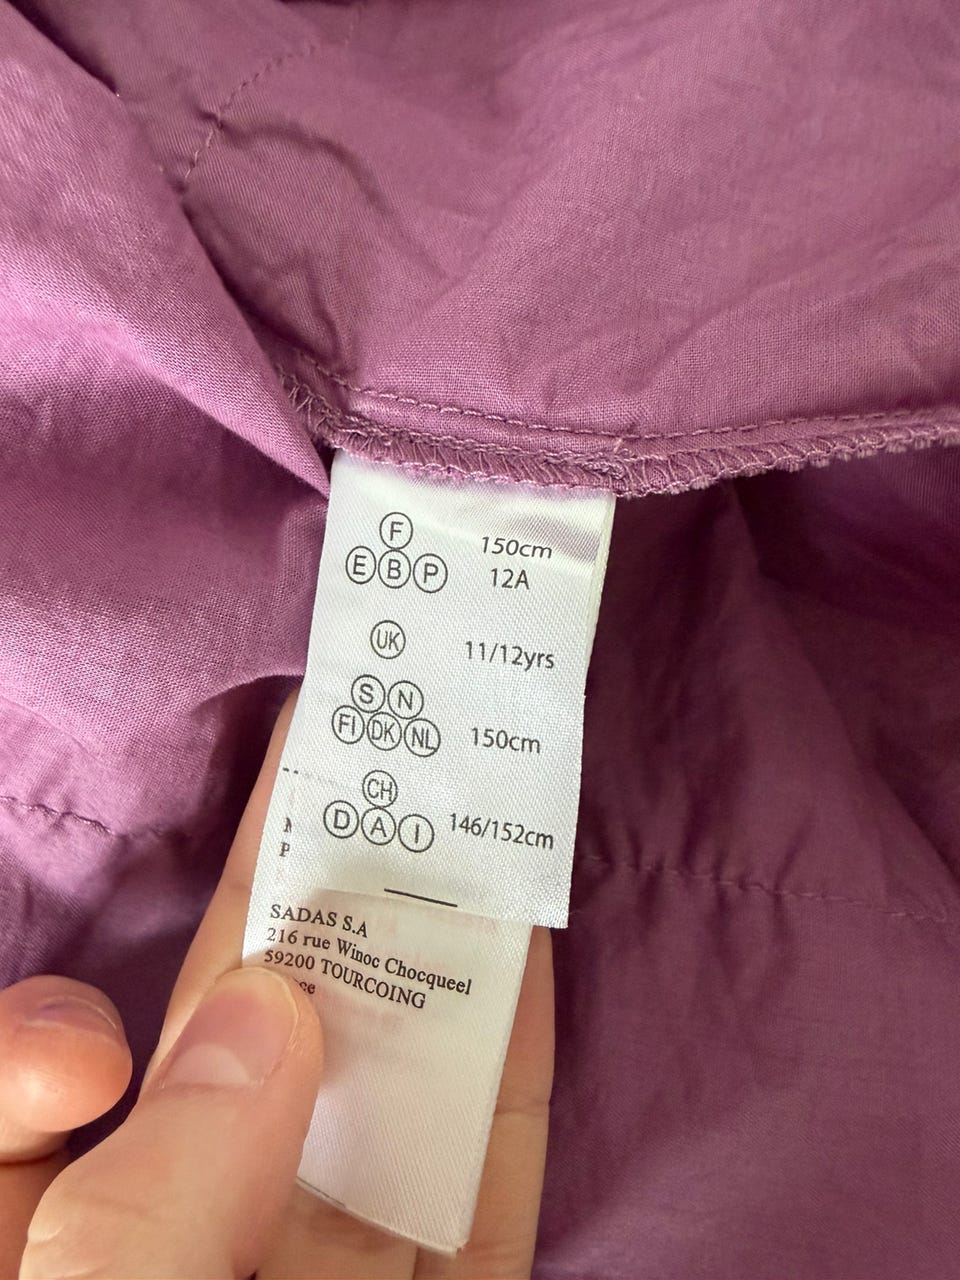 F 150cm
E B P 12A
UK 11/12yrs
S N
FI DK NL 150cm
CH
D A I 146/152cm
SADAS S.A
216 rue Winoc Chocqueel
59200 TOURCOING